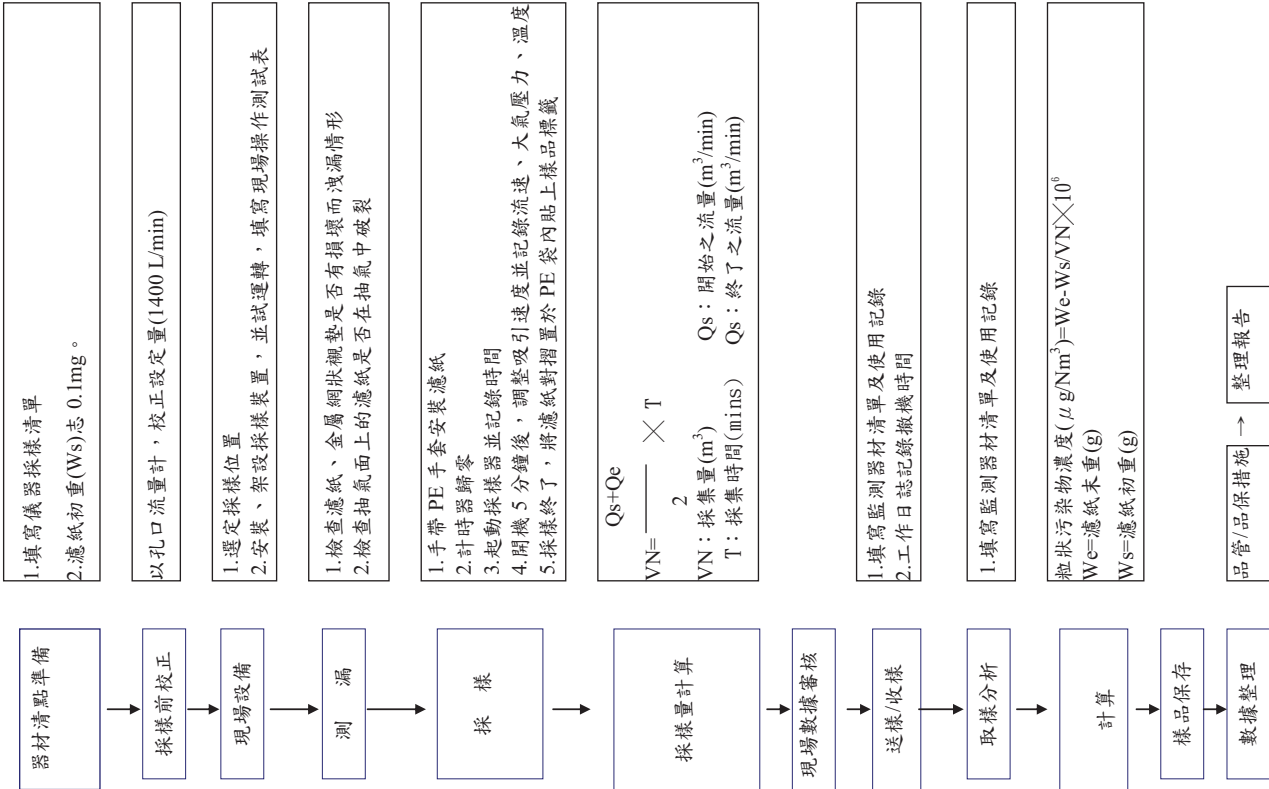 器材清點準備
1.填寫儀器採樣清單
2.濾紙初重(Ws)志 0.1mg。
採樣前校正
以孔口流量計，校正設定量(1400 L/min)
現場設備
1.選定採樣位置
2.安裝、架設採樣裝置，並試運轉，填寫現場操作測試表
測 漏
1.檢查濾紙、金屬網狀襯墊是否有損壞而洩漏情形
2.檢查抽氣面上的濾紙是否在抽氣中破裂
採 樣
1.手帶 PE 手套安裝濾紙
2.計時器歸零
3.起動採樣器並記錄時間
4.開機 5 分鐘後，調整吸引速度並記錄流速、大氣壓力、溫度
5.採樣終了，將濾紙對摺置於 PE 袋內貼上樣品標籤
採樣量計算
Qs+Qe
VN= ──── × T
2
VN：採集量(m³) Qs：開始之流量(m³/min)
T：採集時間(mins) Qs：終了之流量(m³/min)
現場數據審核
送樣/收樣
1.填寫監測器材清單及使用記錄
2.工作日誌記錄撤機時間
取樣分析
1.填寫監測器材清單及使用記錄
計算
粒狀污染物濃度(μg/Nm³)=We-Ws/VN×10⁶
We=濾紙末重(g)
Ws=濾紙初重(g)
樣品保存
數據整理
品管/品保措施 → 整理報告